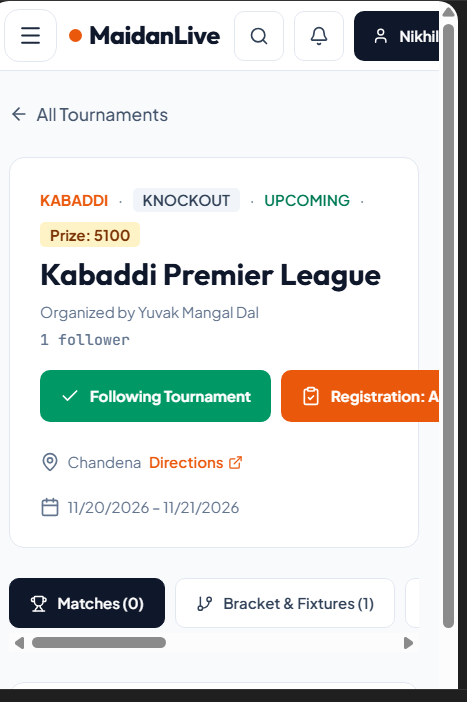 MaidanLive Nikhil
All Tournaments
KABADDI · KNOCKOUT · UPCOMING ·
Prize: 5100
Kabaddi Premier League
Organized by Yuvak Mangal Dal
1 follower
Following Tournament Registration: A
Chandena Directions
11/20/2026 - 11/21/2026
Matches (0) Bracket & Fixtures (1)